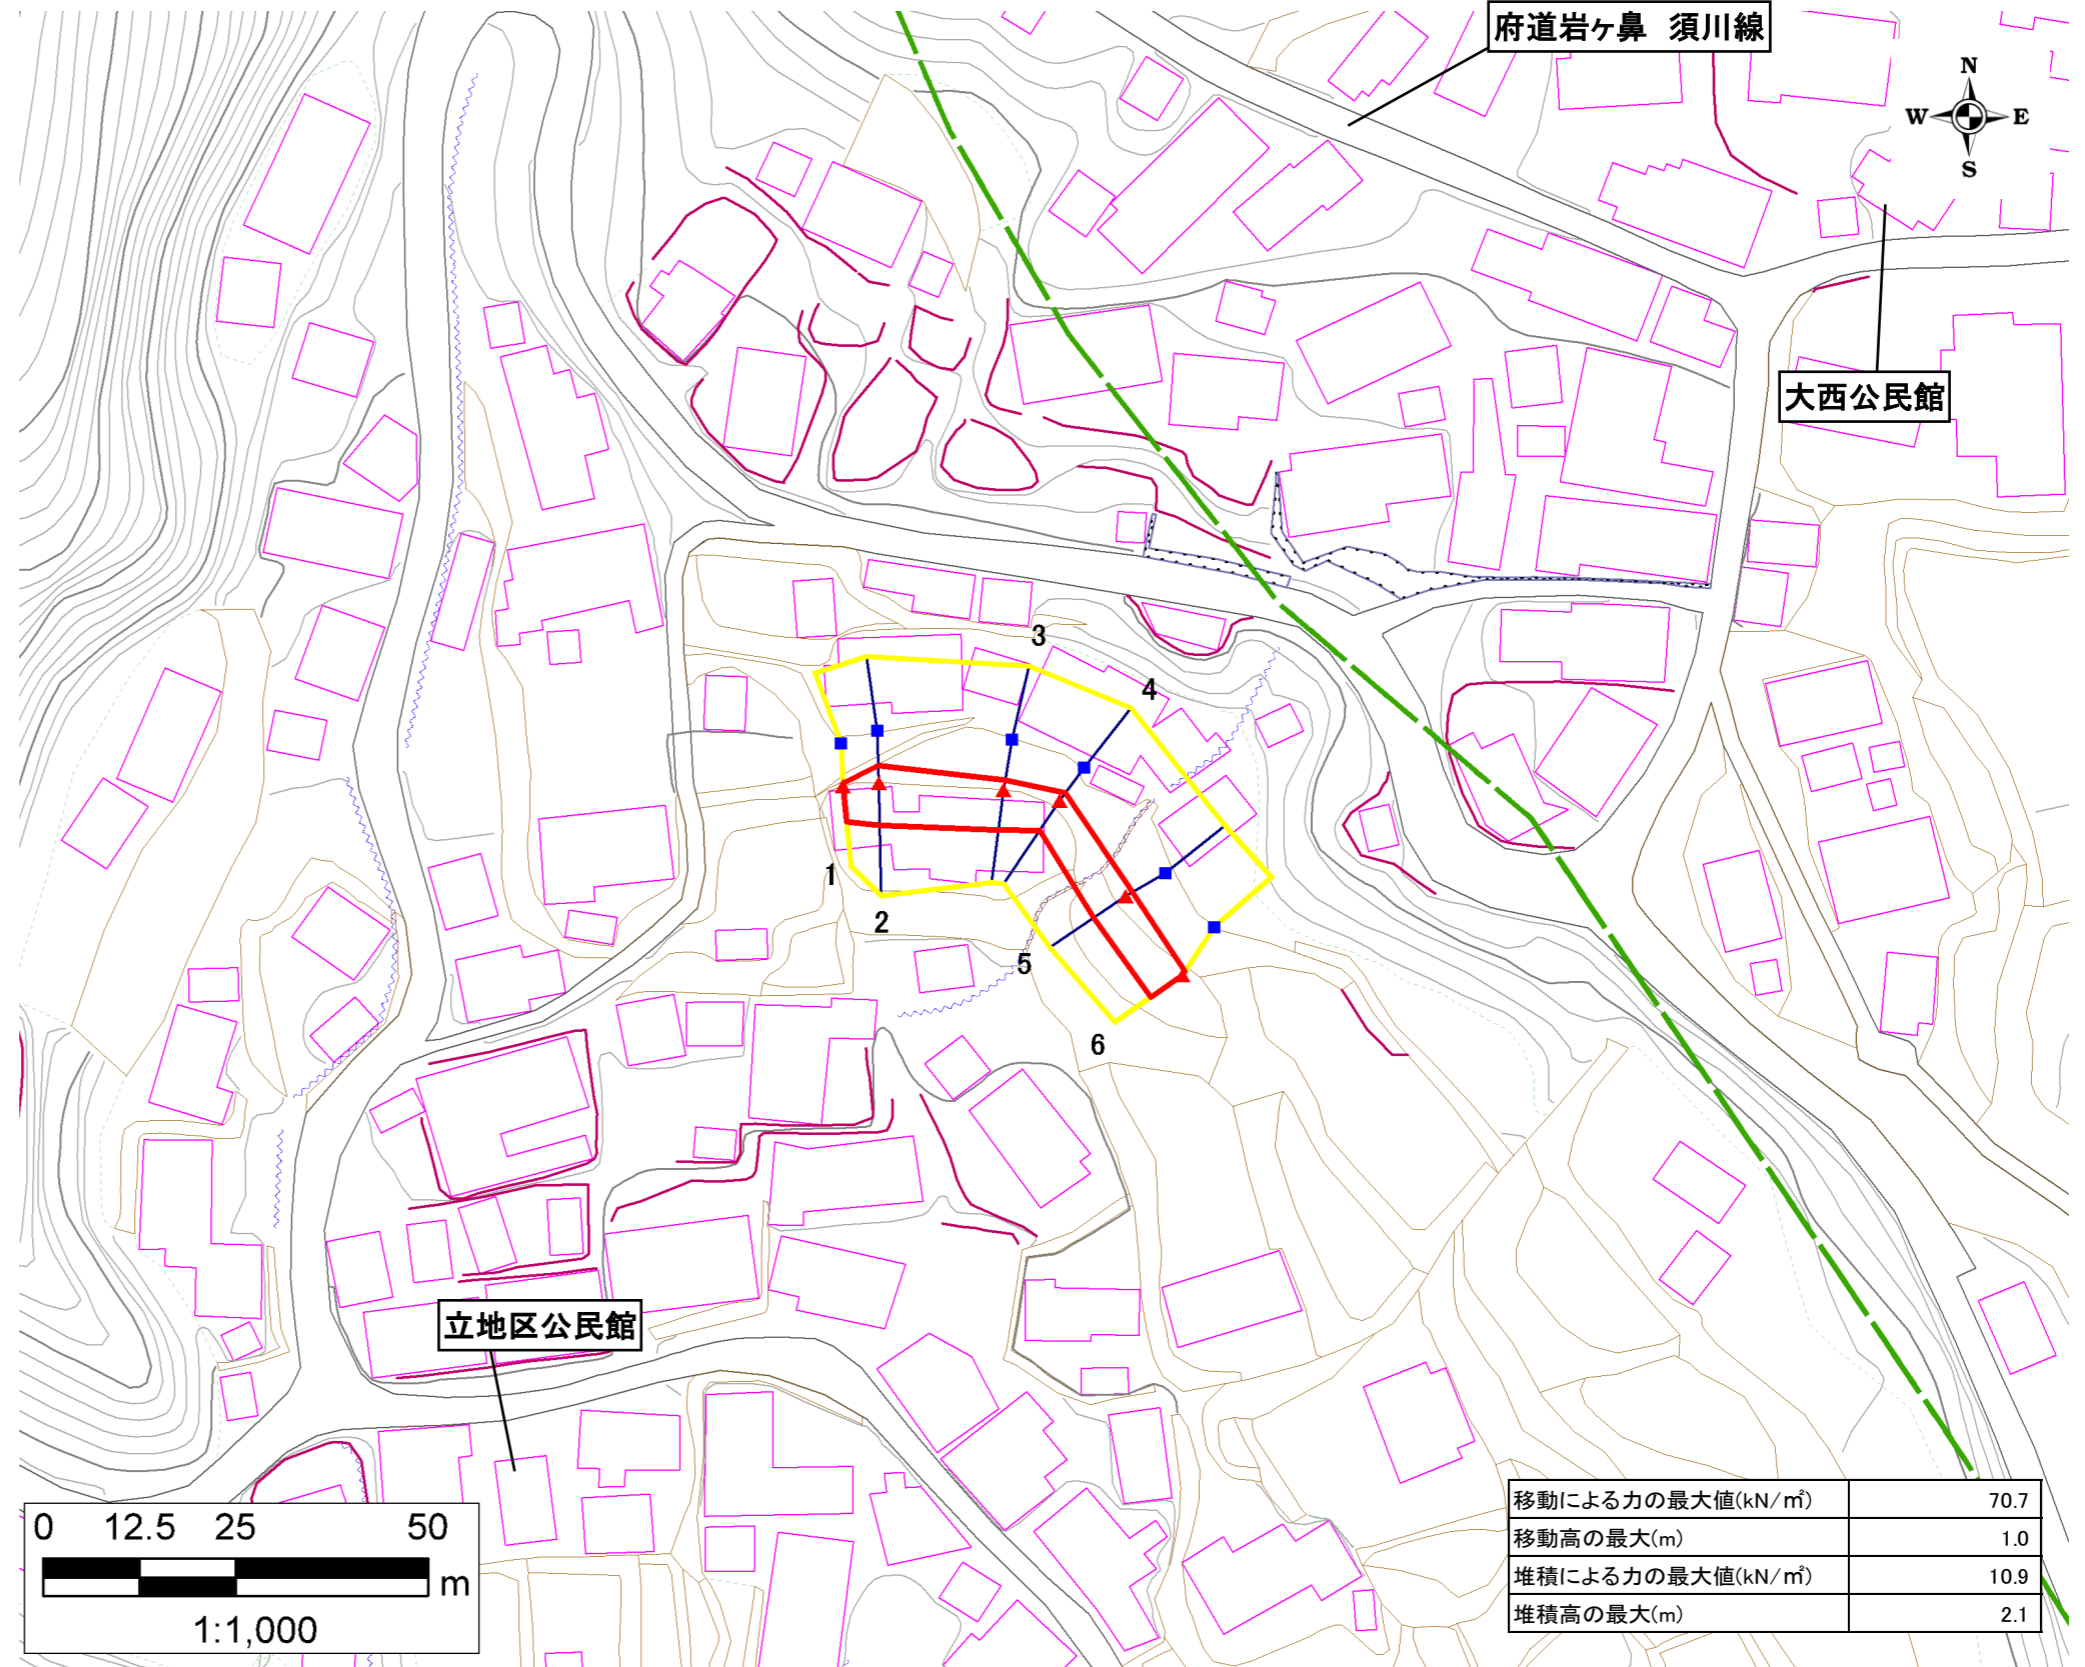 府道岩ヶ鼻　須川線
N
W E
S
大西公民館
3
4
1
2
5
6
立地区公民館
0 12.5 25 50
m
1:1,000
移動による力の最大値(kN/㎡) 70.7
移動高の最大(m) 1.0
堆積による力の最大値(kN/㎡) 10.9
堆積高の最大(m) 2.1